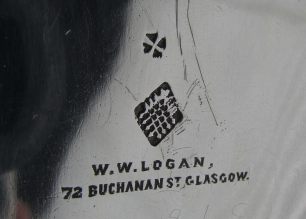 W.W. LOGAN,
72 BUCHANAN ST. GLASGOW.